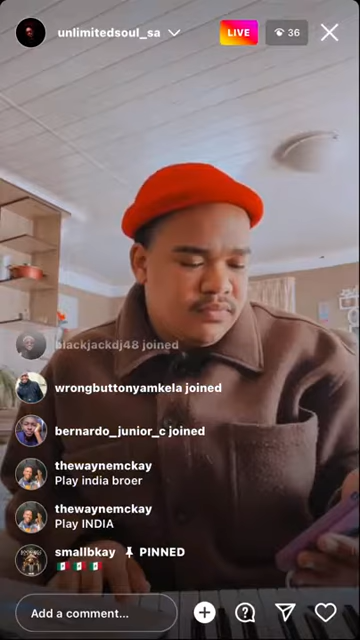 unlimitedsoul_sa
LIVE
36
blackjackdj48 joined
wrongbuttonyamkela joined
bernardo_junior_c joined
thewaynemckay
Play india broer
thewaynemckay
Play INDIA
smallbkay PINNED
🇲🇽🇲🇽🇲🇽
Add a comment...